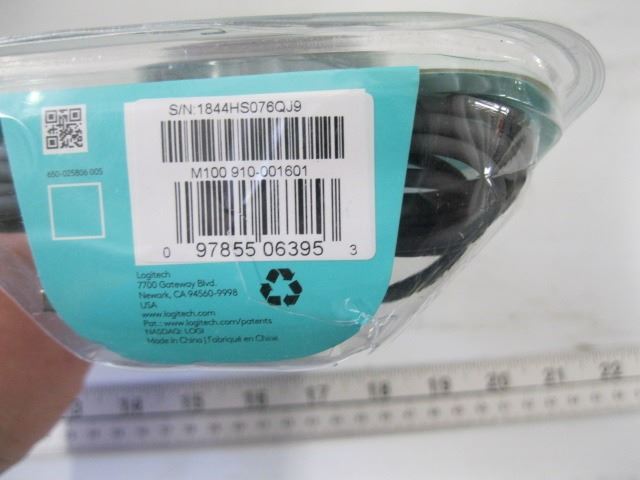 S/N:1844HS076QJ9
650-025806 005
M100 910-001601
0 97855 06395 3
Logitech
7700 Gateway Blvd.
Newark, CA 94560-9998
USA
www.logitech.com
Pat.: www.logitech.com/patents
NASDAQ: LOGI
Made in China | Fabriqué en Chine
13 14 15 16 17 18 19 20 21 22